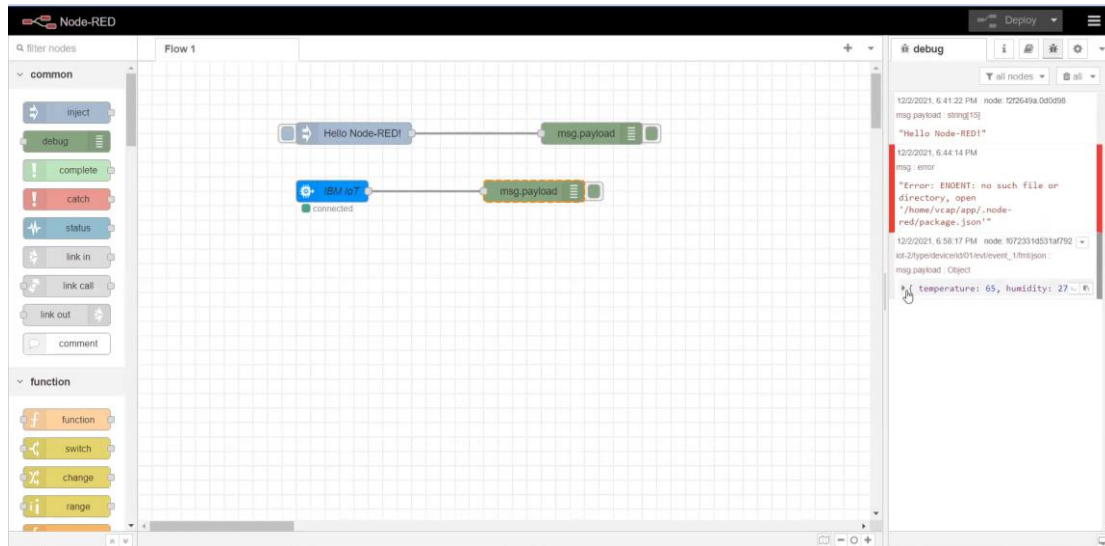 Node-RED
Deploy
filter nodes
Flow 1
debug
i
all nodes
all
common
inject
debug
complete
catch
status
link in
link call
link out
comment
function
function
switch
change
range
Hello Node-RED!
msg.payload
IBM IoT
connected
msg.payload
12/2/2021, 6:41:22 PM node: f2f2649a.0d0d98
msg.payload : string[15]
"Hello Node-RED!"
12/2/2021, 6:44:14 PM
msg : error
"Error: ENOENT: no such file or
directory, open
'/home/vcap/app/.node-
red/package.json'"
12/2/2021, 6:58:17 PM node: f072331d531af792
iot-2/type/device/id/01/evt/event_1/fmt/json :
msg.payload : Object
{ temperature: 65, humidity: 27